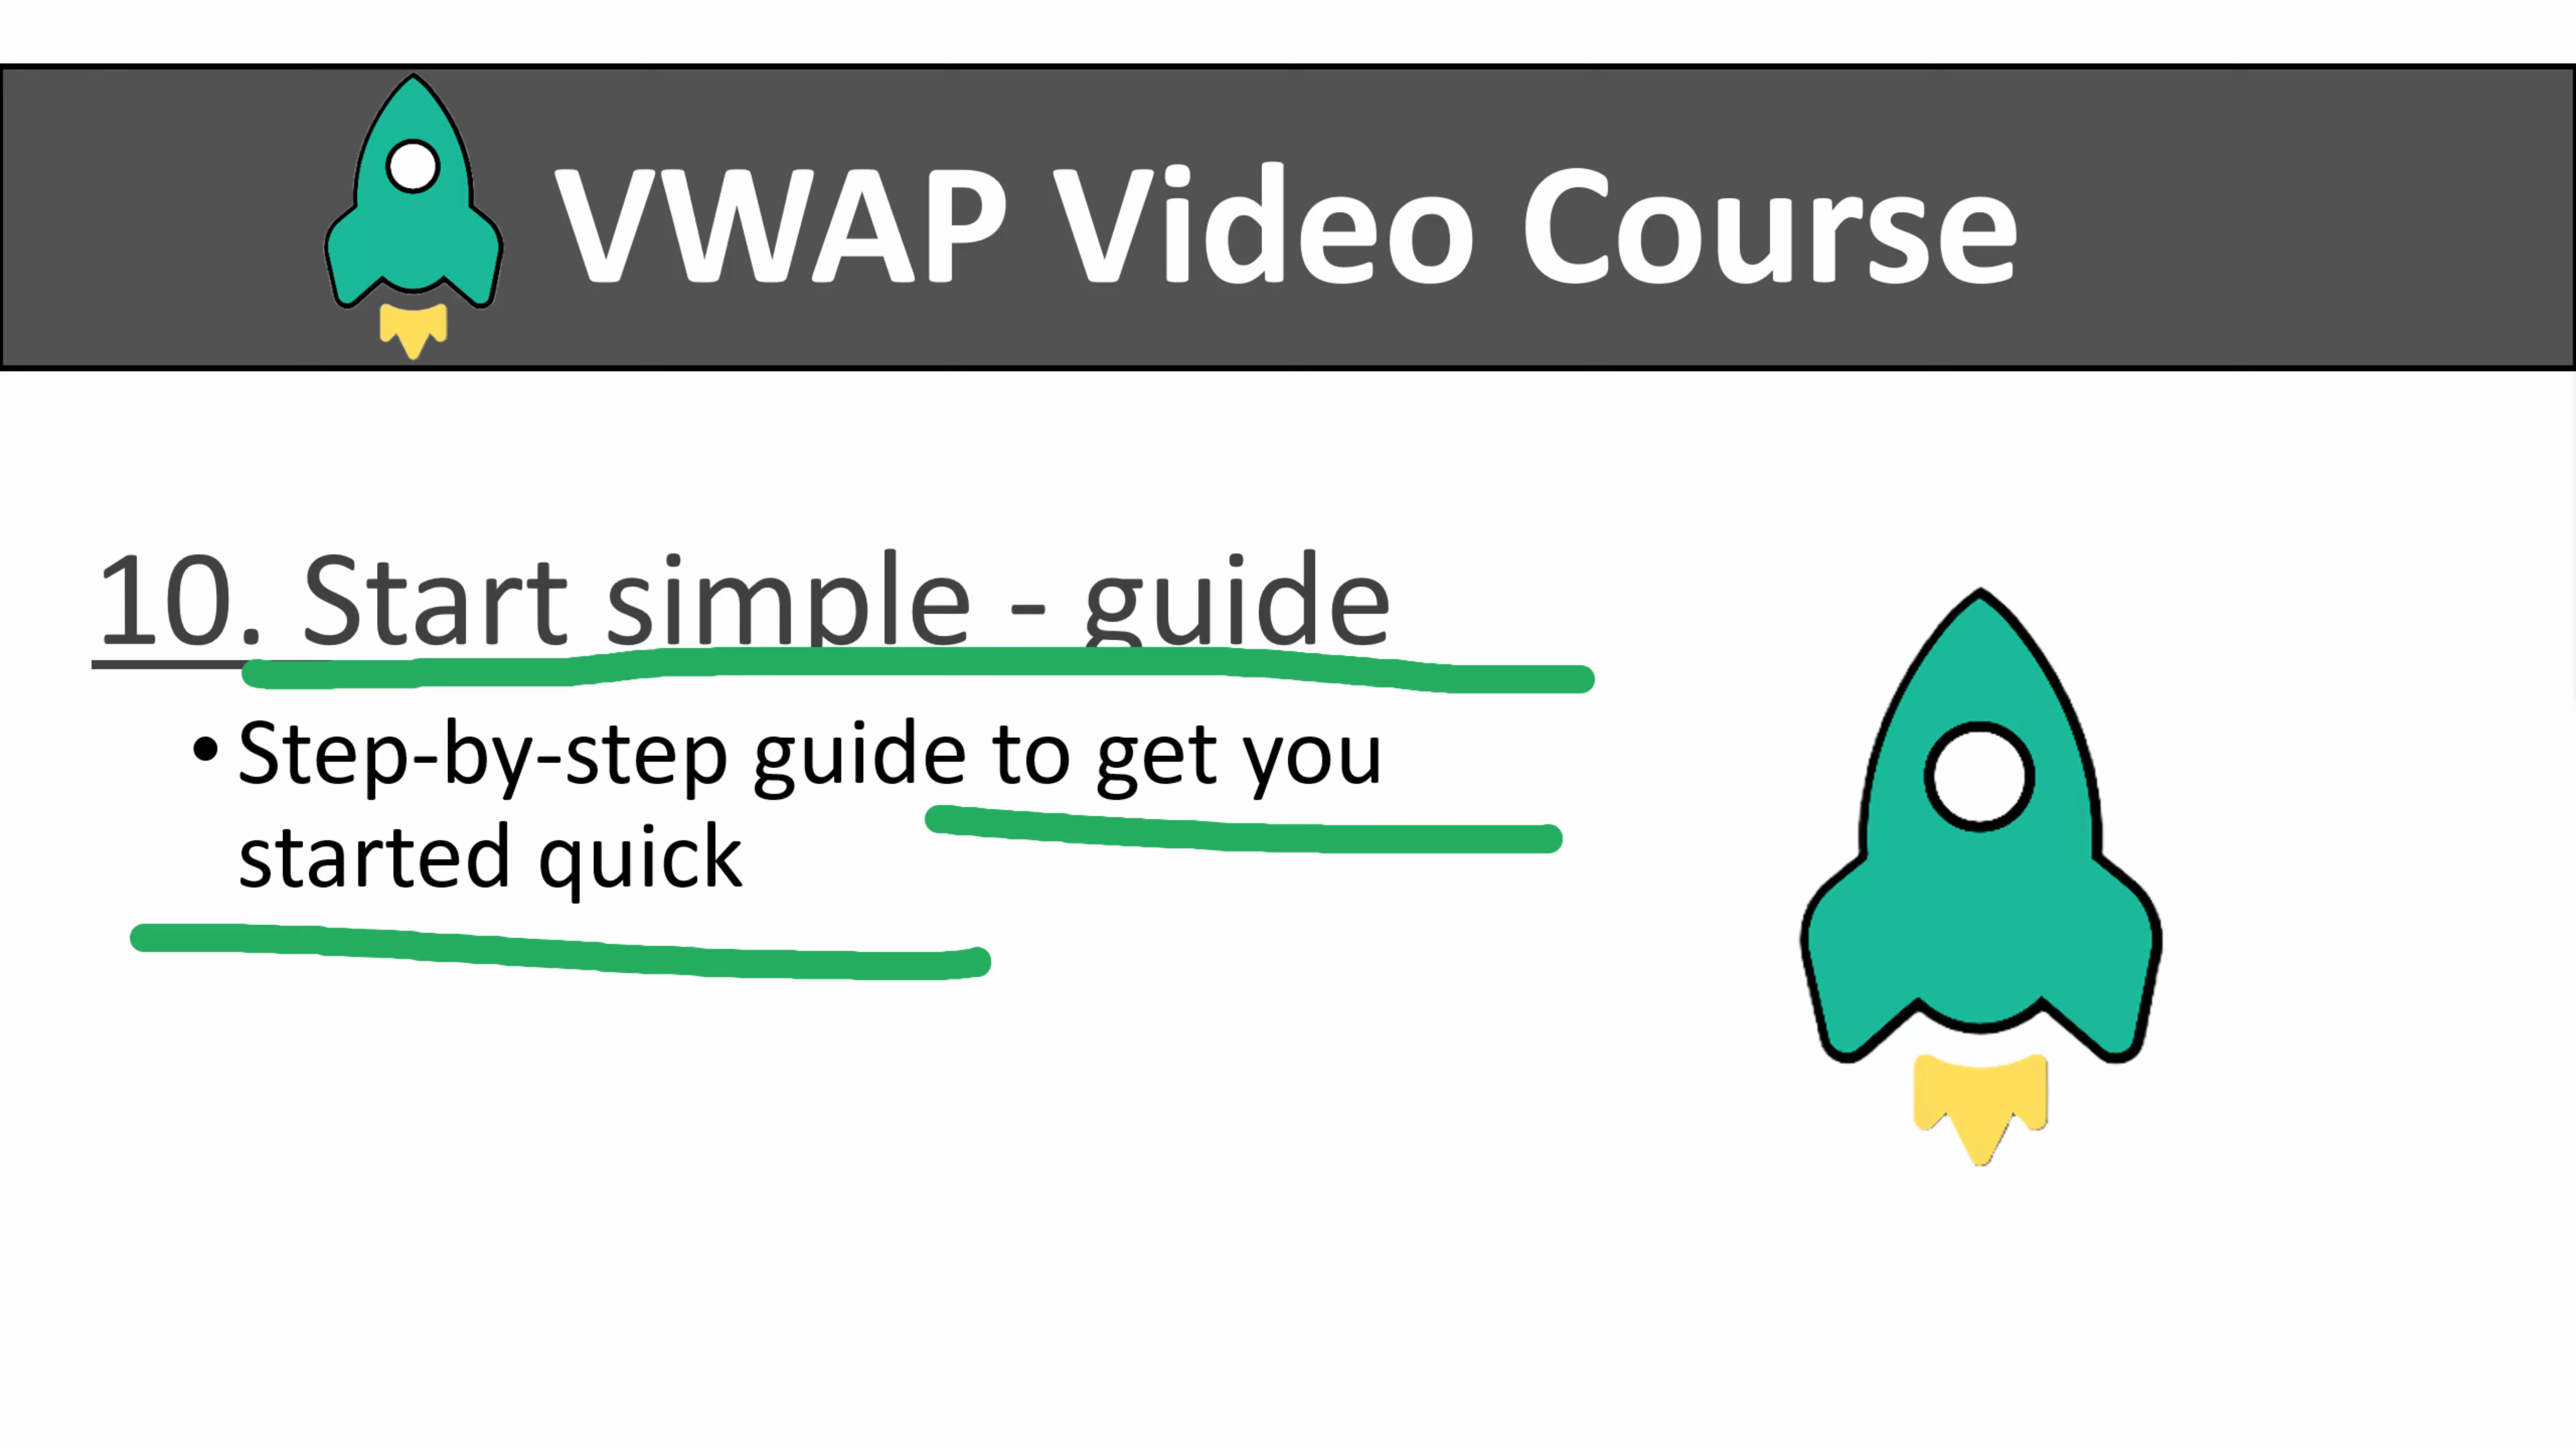 VWAP Video Course
10. Start simple - guide
• Step-by-step guide to get you
started quick